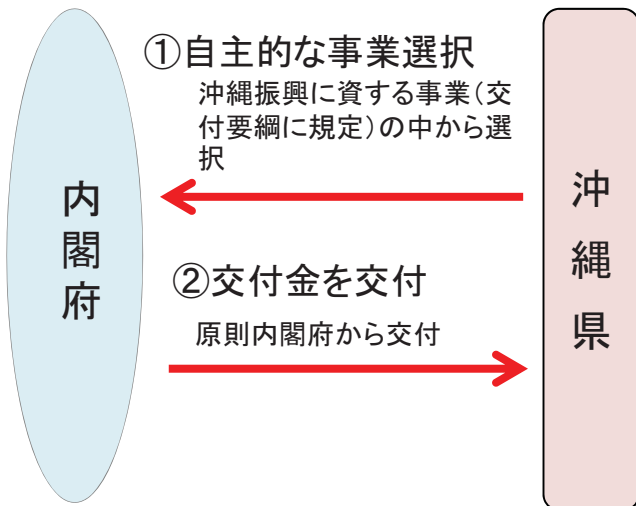 ①自主的な事業選択
沖縄振興に資する事業(交
付要綱に規定)の中から選
択
内閣府
沖縄県
②交付金を交付
原則内閣府から交付